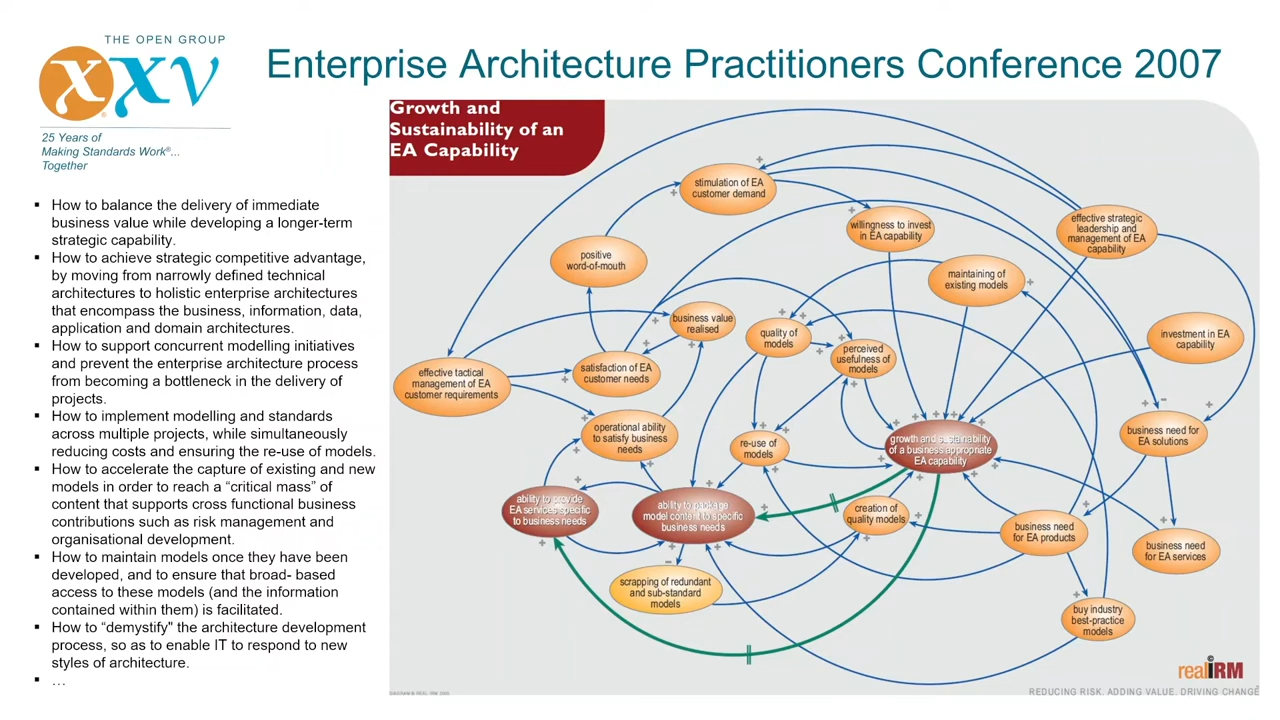 THE OPEN GROUP
XXV
25 Years of
Making Standards Work®...
Together
Enterprise Architecture Practitioners Conference 2007
▪ How to balance the delivery of immediate
business value while developing a longer-term
strategic capability.
▪ How to achieve strategic competitive advantage,
by moving from narrowly defined technical
architectures to holistic enterprise architectures
that encompass the business, information, data,
application and domain architectures.
▪ How to support concurrent modelling initiatives
and prevent the enterprise architecture process
from becoming a bottleneck in the delivery of
projects.
▪ How to implement modelling and standards
across multiple projects, while simultaneously
reducing costs and ensuring the re-use of models.
▪ How to accelerate the capture of existing and new
models in order to reach a “critical mass” of
content that supports cross functional business
contributions such as risk management and
organisational development.
▪ How to maintain models once they have been
developed, and to ensure that broad- based
access to these models (and the information
contained within them) is facilitated.
▪ How to “demystify" the architecture development
process, so as to enable IT to respond to new
styles of architecture.
▪ …
Growth and
Sustainability of an
EA Capability
stimulation of EA
customer demand
willingness to invest
in EA capability
effective strategic
leadership and
management of EA
capability
positive
word-of-mouth
maintaining of
existing models
business value
realised
quality of
models
perceived
usefulness of
models
investment in EA
capability
effective tactical
management of EA
customer requirements
satisfaction of EA
customer needs
operational ability
to satisfy business
needs
re-use of
models
growth and sustainability
of a business appropriate
EA capability
business need for
EA solutions
ability to provide
EA services specific
to business needs
ability to package
model content to specific
business needs
creation of
quality models
business need
for EA products
business need
for EA services
scrapping of redundant
and sub-standard
models
buy industry
best-practice
models
realIRM
REDUCING RISK. ADDING VALUE. DRIVING CHANGE